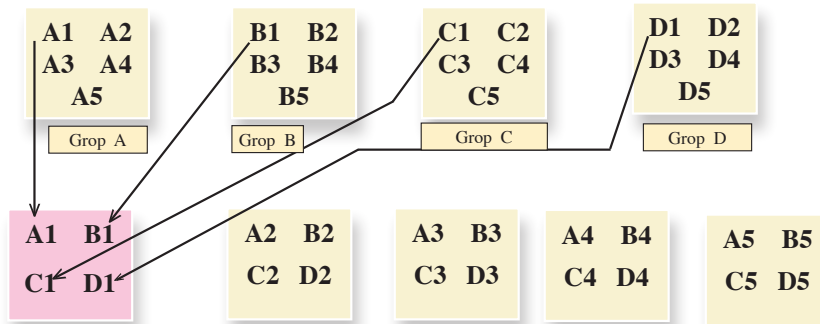 A1 A2
A3 A4
A5
B1 B2
B3 B4
B5
C1 C2
C3 C4
C5
D1 D2
D3 D4
D5
Grop A
Grop B
Grop C
Grop D
A1 B1
C1 D1
A2 B2
C2 D2
A3 B3
C3 D3
A4 B4
C4 D4
A5 B5
C5 D5